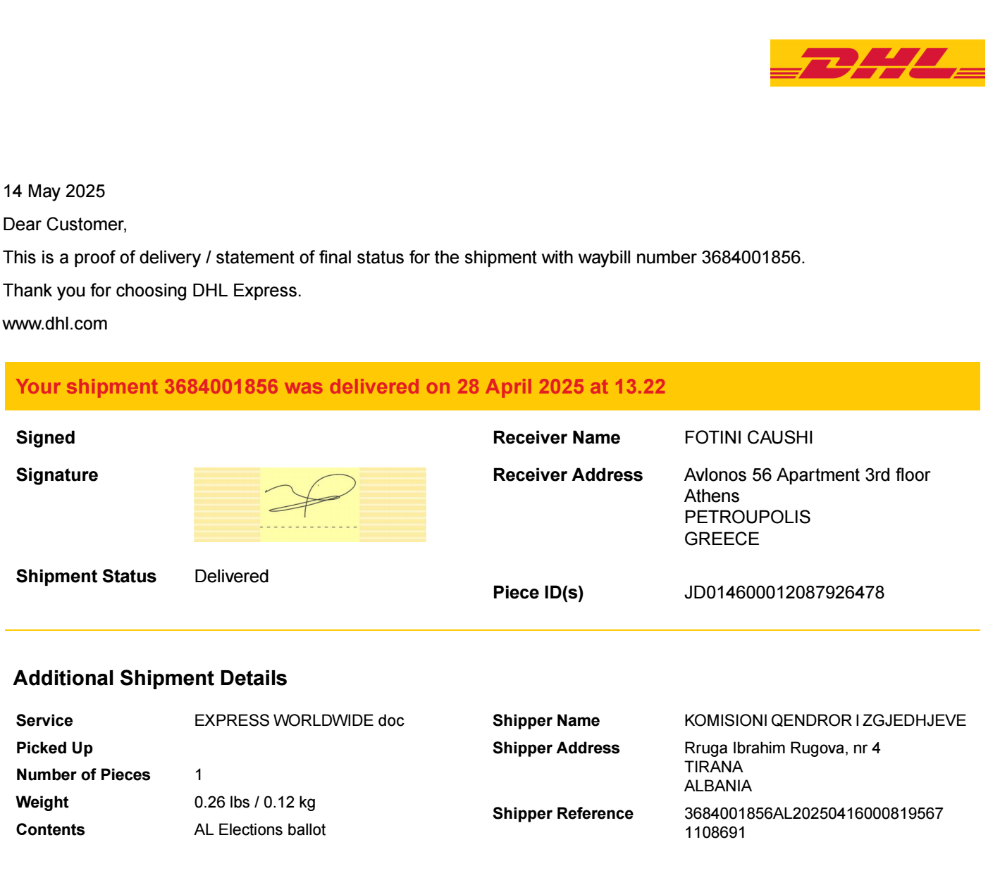 DHL
14 May 2025
Dear Customer,
This is a proof of delivery / statement of final status for the shipment with waybill number 3684001856.
Thank you for choosing DHL Express.
www.dhl.com
Your shipment 3684001856 was delivered on 28 April 2025 at 13.22
Signed
Signature
Shipment Status Delivered
Receiver Name FOTINI CAUSHI
Receiver Address Avlonos 56 Apartment 3rd floor
Athens
PETROUPOLIS
GREECE
Piece ID(s) JD014600012087926478
Additional Shipment Details
Service EXPRESS WORLDWIDE doc
Picked Up
Number of Pieces 1
Weight 0.26 lbs / 0.12 kg
Contents AL Elections ballot
Shipper Name KOMISIONI QENDROR I ZGJEDHJEVE
Shipper Address Rruga Ibrahim Rugova, nr 4
TIRANA
ALBANIA
Shipper Reference 3684001856AL20250416000819567
1108691